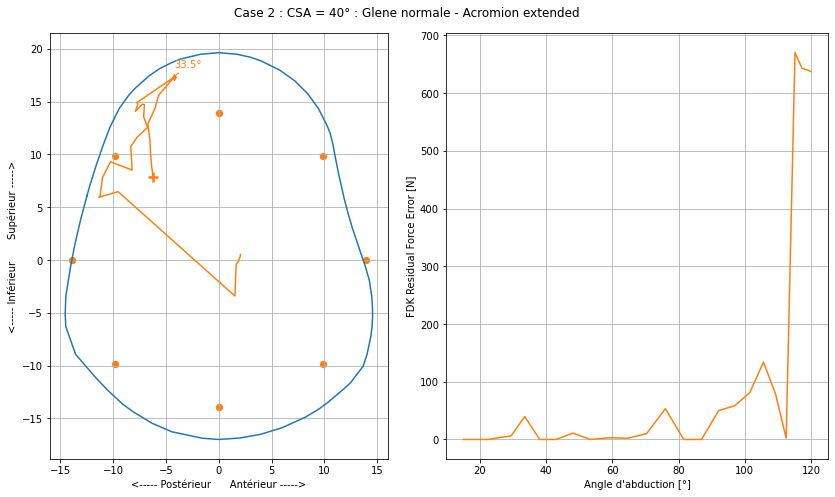 Case 2 : CSA = 40° : Glene normale - Acromion extended
33.5°
20
15
10
5
0
−5
−10
−15
<----- Inférieur      Supérieur ----->
−15 −10 −5 0 5 10 15
<----- Postérieur      Antérieur ----->
700
600
500
400
300
200
100
0
FDK Residual Force Error [N]
20 40 60 80 100 120
Angle d'abduction [°]